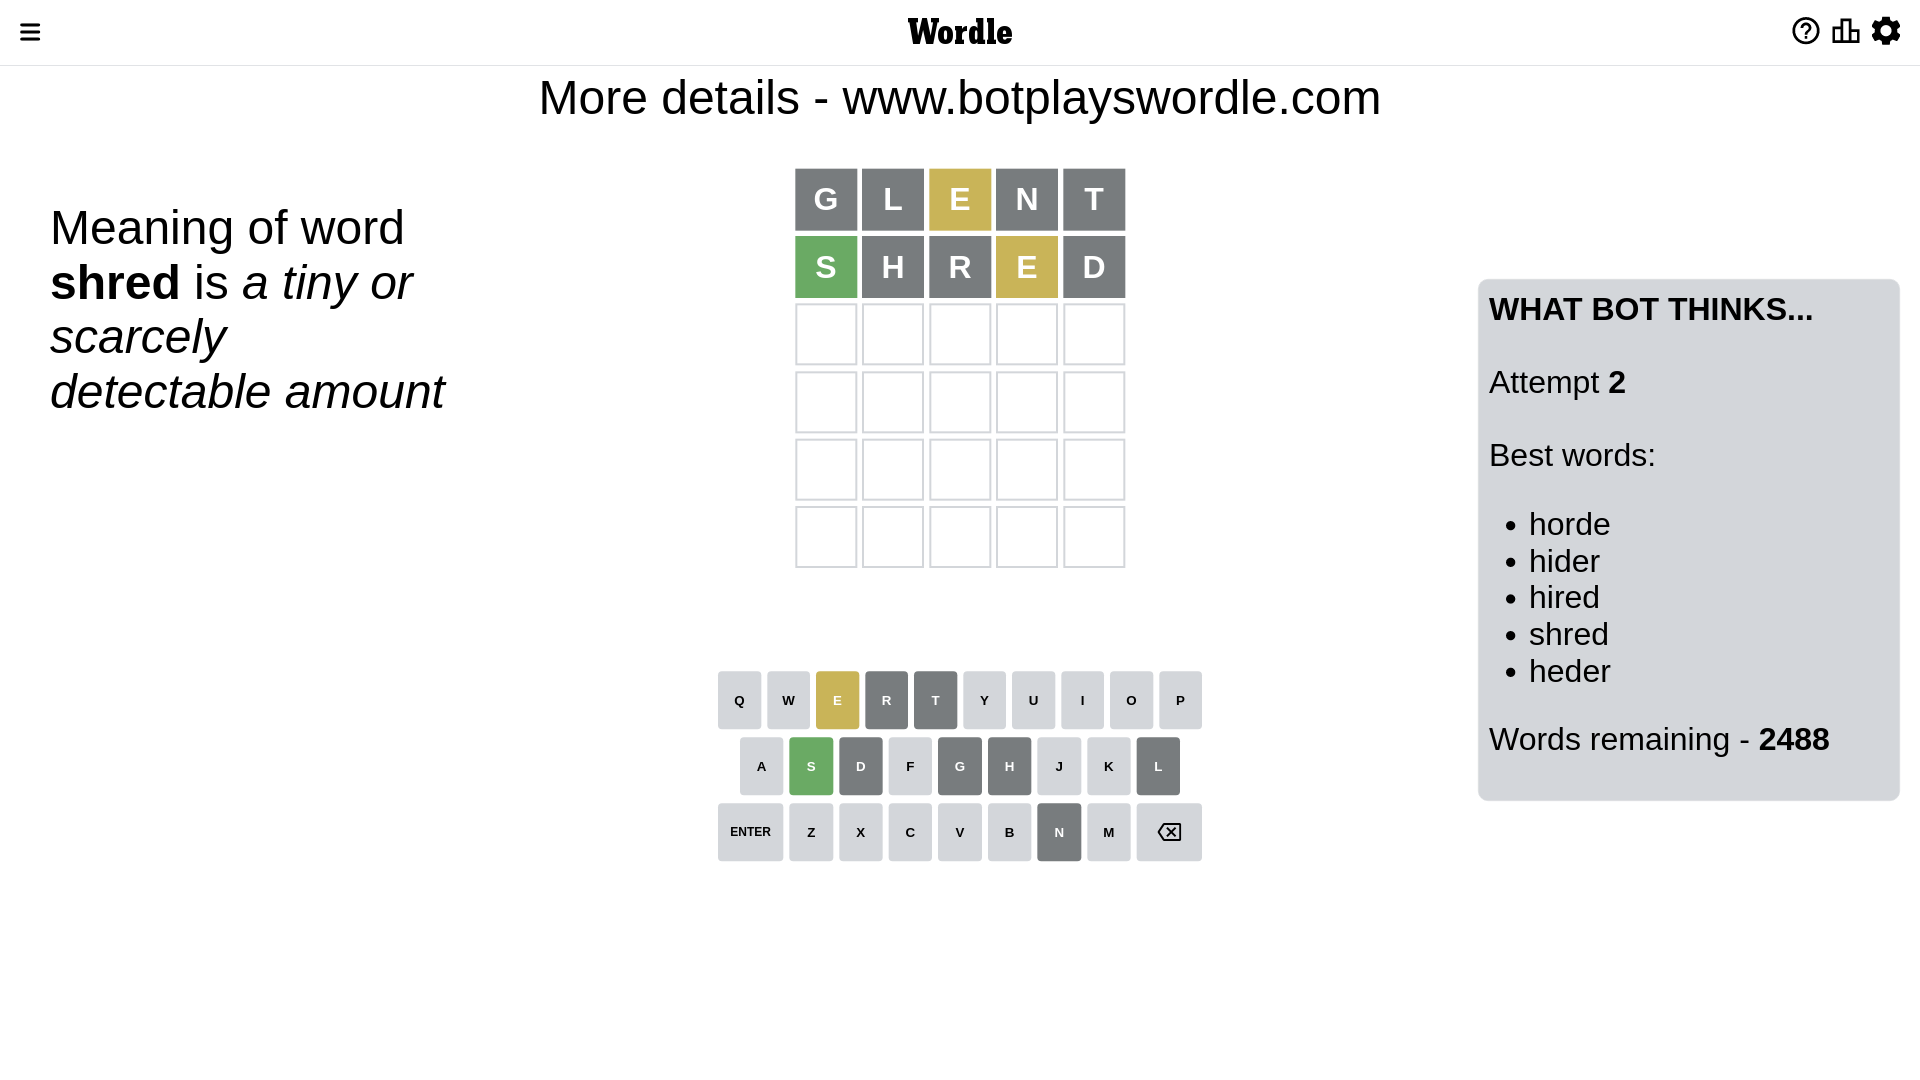 Wordle
More details - www.botplayswordle.com
Meaning of word
shred is a tiny or
scarcely
detectable amount
G L E N T
S H R E D
WHAT BOT THINKS...
Attempt 2
Best words:
• horde
• hider
• hired
• shred
• heder
Words remaining - 2488
Q W E R T Y U I O P
A S D F G H J K L
ENTER Z X C V B N M